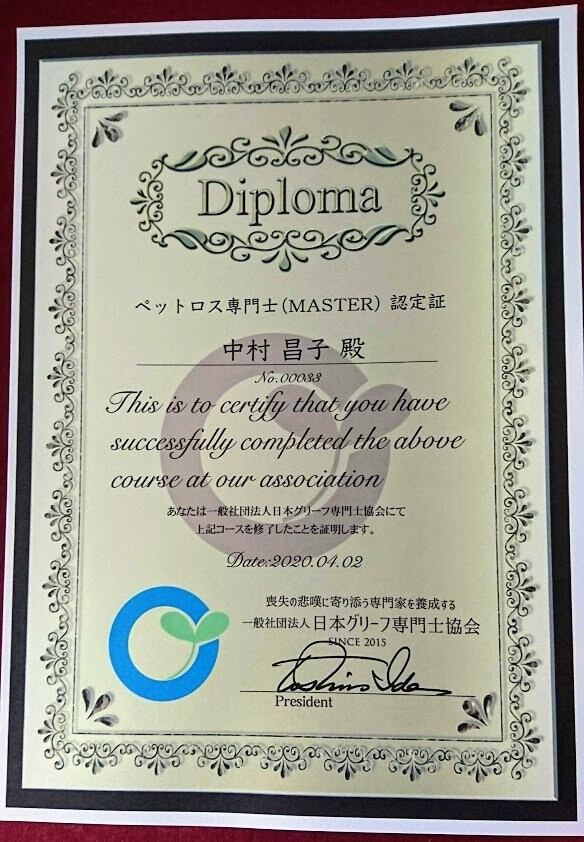 Diploma
ペットロス専門士(MASTER) 認定証
中村 昌子 殿
No.00033
This is to certify that you have
successfully completed the above
course at our association
あなたは一般社団法人日本グリーフ専門士協会にて
上記コースを修了したことを証明します。
Date:2020.04.02
喪失の悲嘆に寄り添う専門家を養成する
一般社団法人 日本グリーフ専門士協会
SINCE 2015
President